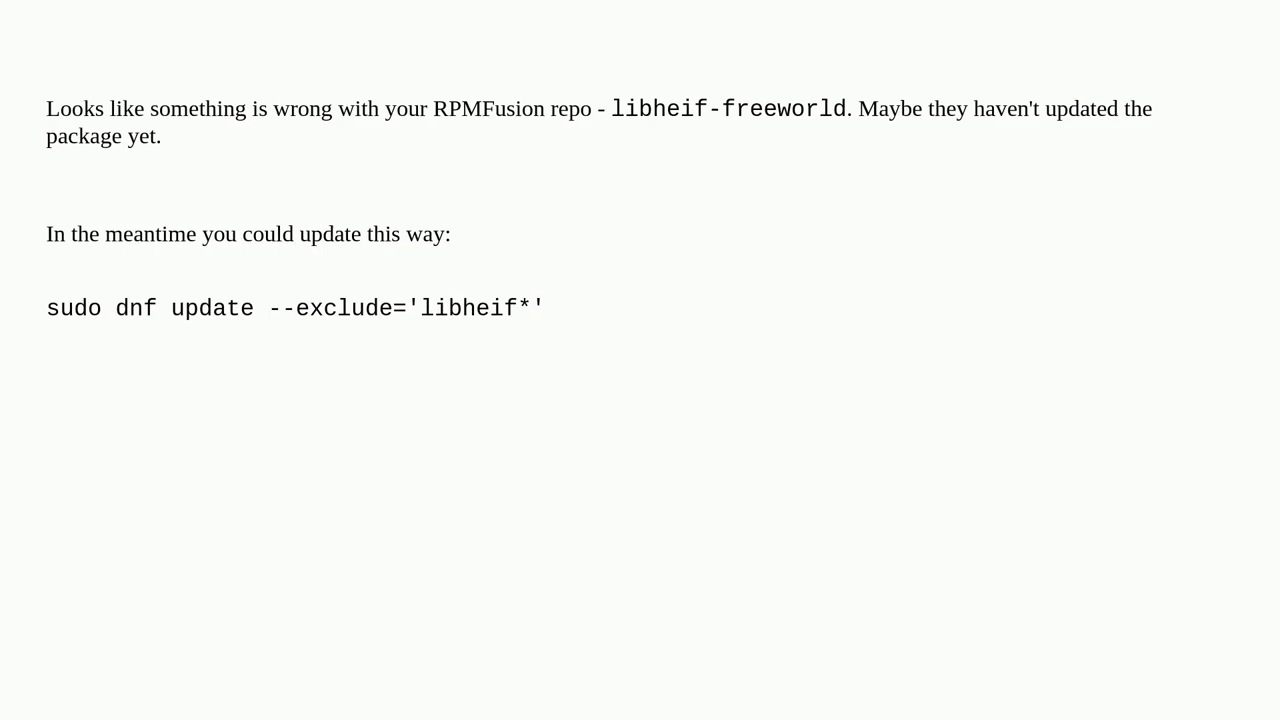 Looks like something is wrong with your RPMFusion repo - libheif-freeworld. Maybe they haven't updated the
package yet.
In the meantime you could update this way:
sudo dnf update --exclude='libheif*'